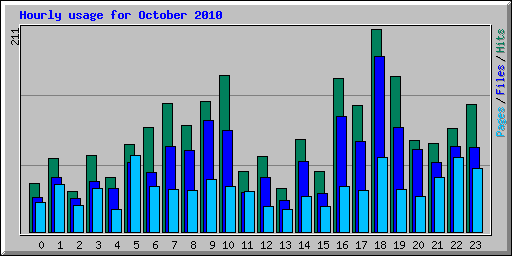 Hourly usage for October 2010
211
Pages/Files/Hits
0 1 2 3 4 5 6 7 8 9 10 11 12 13 14 15 16 17 18 19 20 21 22 23